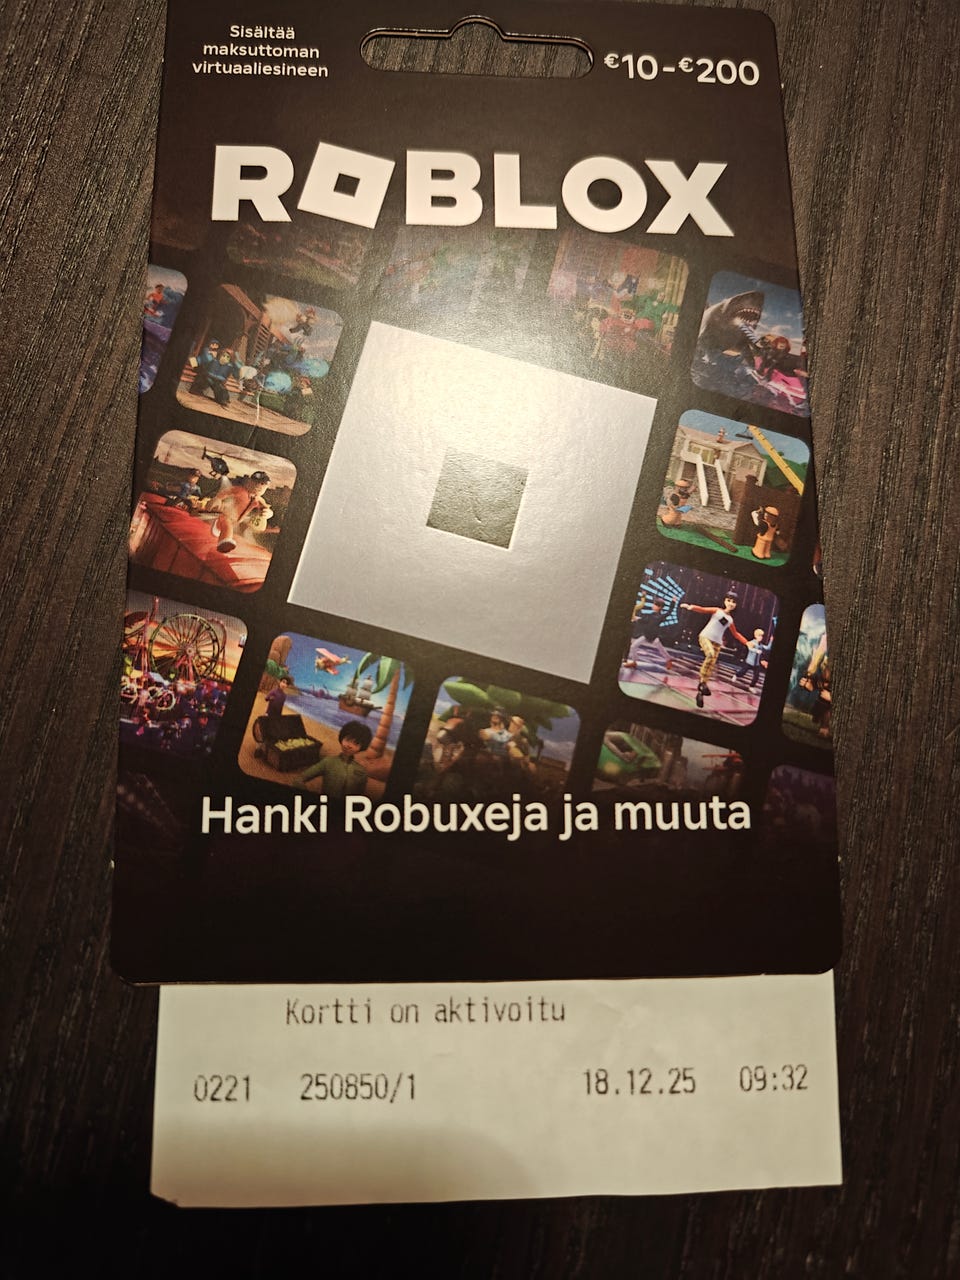 Sisältää
maksuttoman
virtuaaliesineen
€10-€200
ROBLOX
Hanki Robuxeja ja muuta
Kortti on aktivoitu
0221 250850/1 18.12.25 09:32